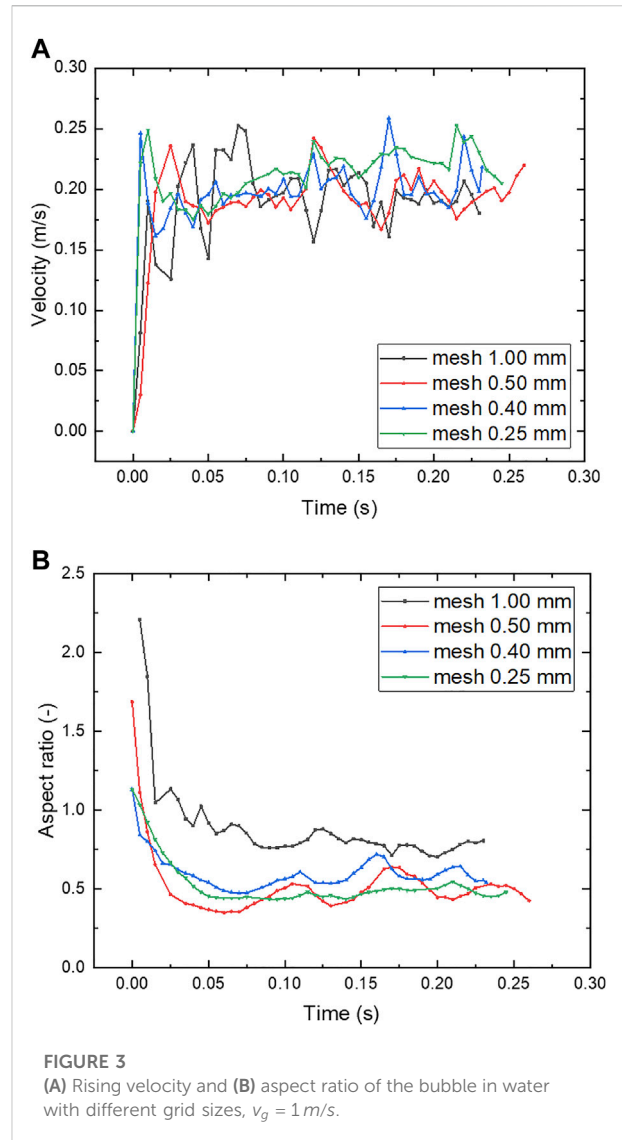 A
0.30
0.25
0.20
0.15
0.10
0.05
0.00
Velocity (m/s)
mesh 1.00 mm
mesh 0.50 mm
mesh 0.40 mm
mesh 0.25 mm
0.00 0.05 0.10 0.15 0.20 0.25 0.30
Time (s)
B
2.5
2.0
1.5
1.0
0.5
0.0
Aspect ratio (-)
mesh 1.00 mm
mesh 0.50 mm
mesh 0.40 mm
mesh 0.25 mm
0.00 0.05 0.10 0.15 0.20 0.25 0.30
Time (s)
FIGURE 3
(A) Rising velocity and (B) aspect ratio of the bubble in water
with different grid sizes, v_g = 1 m/s.